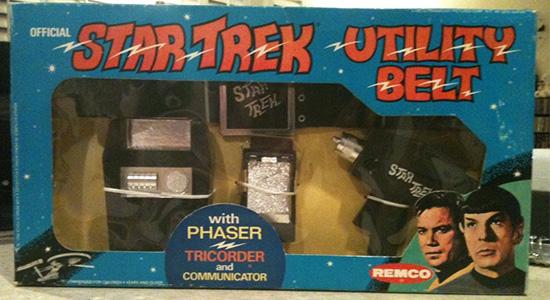 OFFICIAL
STAR TREK
UTILITY
BELT
STAR
TREK
STAR
TREK
with
PHASER
TRICORDER
and
COMMUNICATOR
REMCO